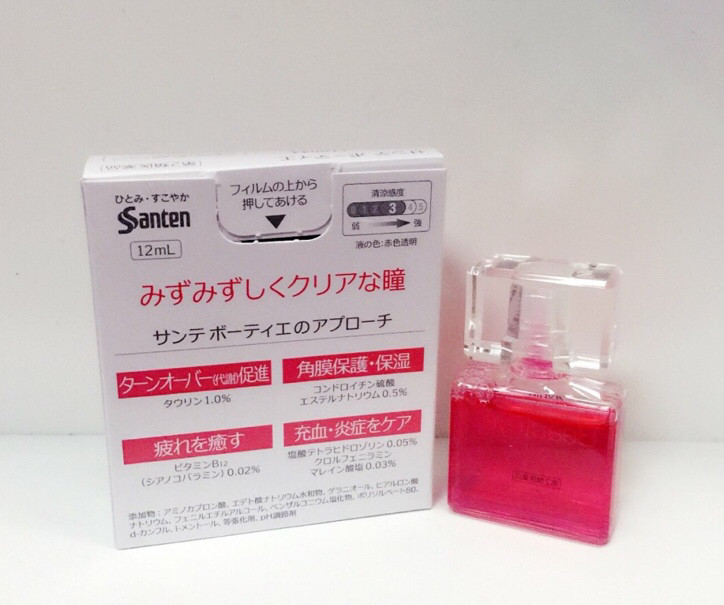 ひとみ・すこやか
Santen
12mL
フィルムの上から
押してあける
清涼感度
0 1 2 3 4 5
弱 強
液の色:赤色透明
みずみずしくクリアな瞳
サンテ ボーティエのアプローチ
ターンオーバー(代謝)促進
タウリン1.0%
角膜保護・保湿
コンドロイチン硫酸
エステルナトリウム0.5%
疲れを癒す
ビタミンB12
(シアノコバラミン)0.02%
充血・炎症をケア
塩酸テトラヒドロゾリン0.05%
クロルフェニラミン
マレイン酸塩0.03%
添加物:アミノカプロン酸、エデト酸ナトリウム水和物、ゲラニオール、ヒアルロン酸
ナトリウム、フェニルエチルアルコール、ベンザルコニウム塩化物、ポリソルベート80、
d-カンフル、l-メントール、等張化剤、pH調節剤